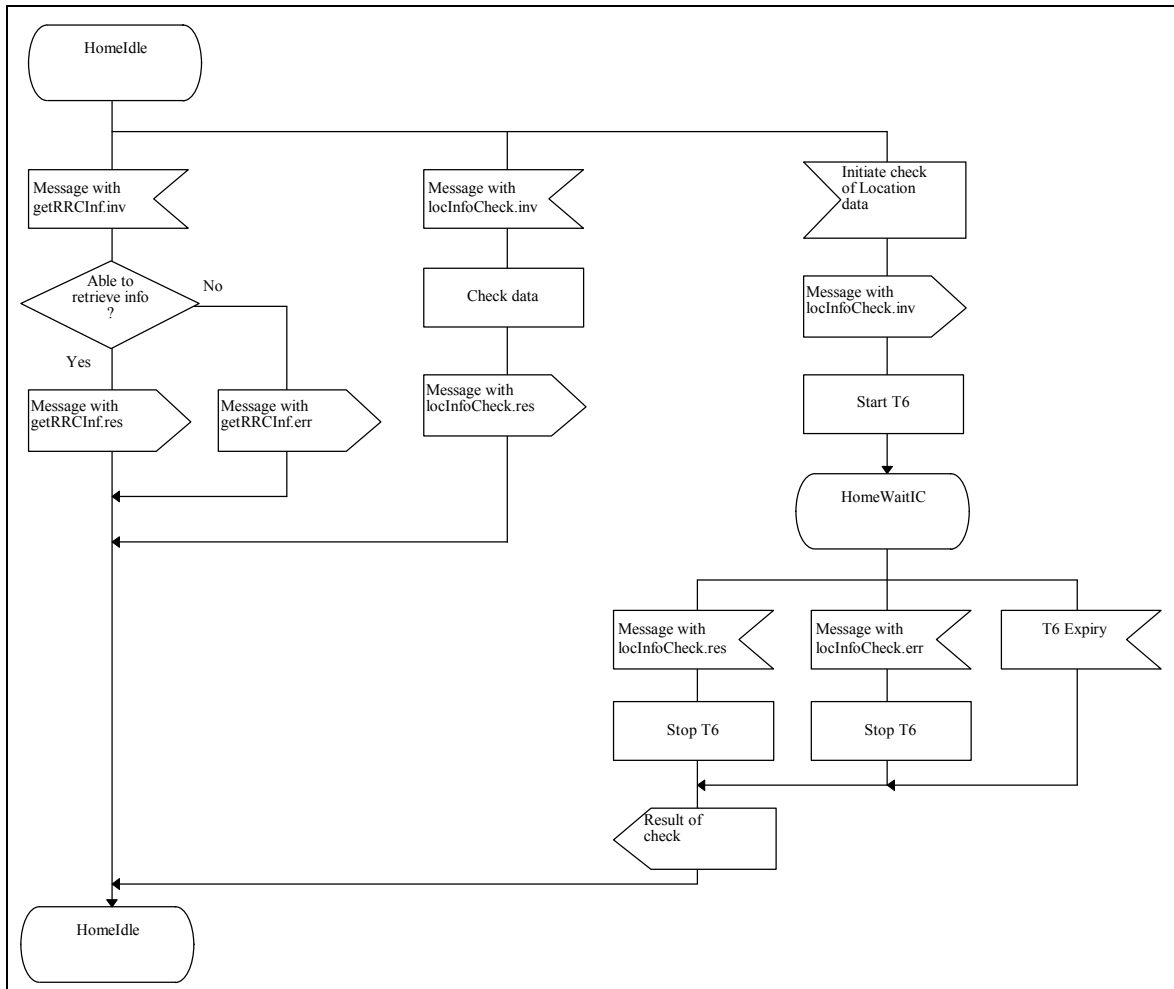 HomeIdle
Message with
getRRCInf.inv
Message with
locInfoCheck.inv
Initiate check
of Location
data
Able to
retrieve info
?
No
Yes
Check data
Message with
locInfoCheck.inv
Message with
getRRCInf.res
Message with
getRRCInf.err
Message with
locInfoCheck.res
Start T6
HomeWaitIC
Message with
locInfoCheck.res
Message with
locInfoCheck.err
T6 Expiry
Stop T6
Stop T6
Result of
check
HomeIdle